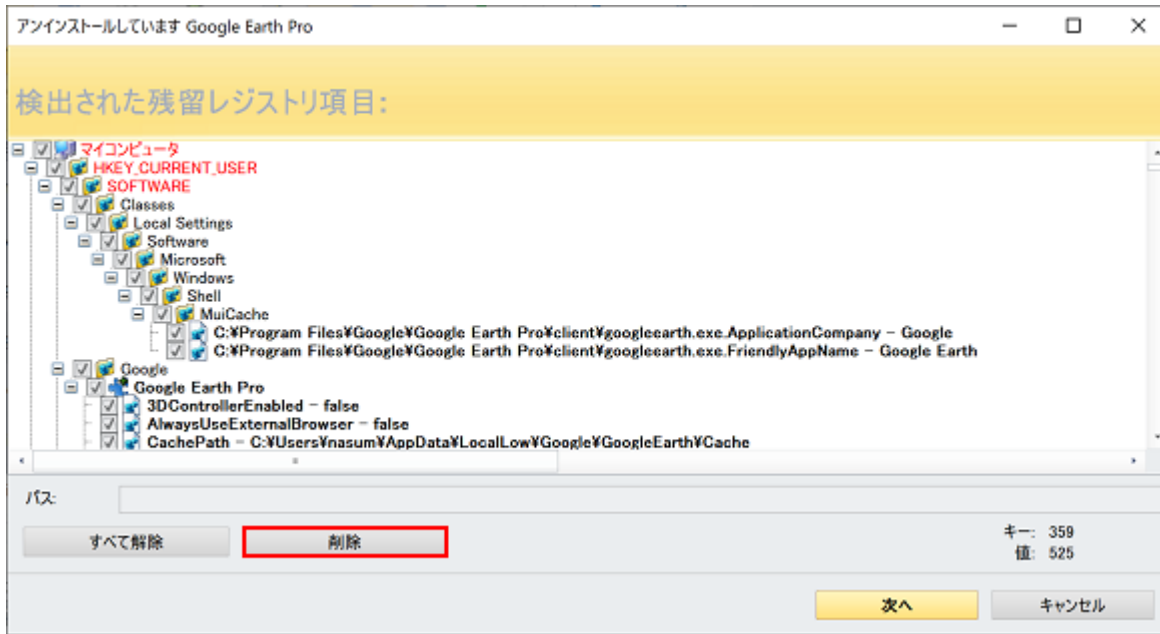 アンインストールしています Google Earth Pro
検出された残留レジストリ項目:
マイコンピュータ
HKEY_CURRENT_USER
SOFTWARE
Classes
Local Settings
Software
Microsoft
Windows
Shell
MuiCache
C:¥Program Files¥Google¥Google Earth Pro¥client¥googleearth.exe.ApplicationCompany - Google
C:¥Program Files¥Google¥Google Earth Pro¥client¥googleearth.exe.FriendlyAppName - Google Earth
Google
Google Earth Pro
3DControllerEnabled - false
AlwaysUseExternalBrowser - false
CachePath - C:¥Users¥nasum¥AppData¥LocalLow¥Google¥GoogleEarth¥Cache
パス:
すべて解除 削除 キー: 359
値: 525
次へ キャンセル